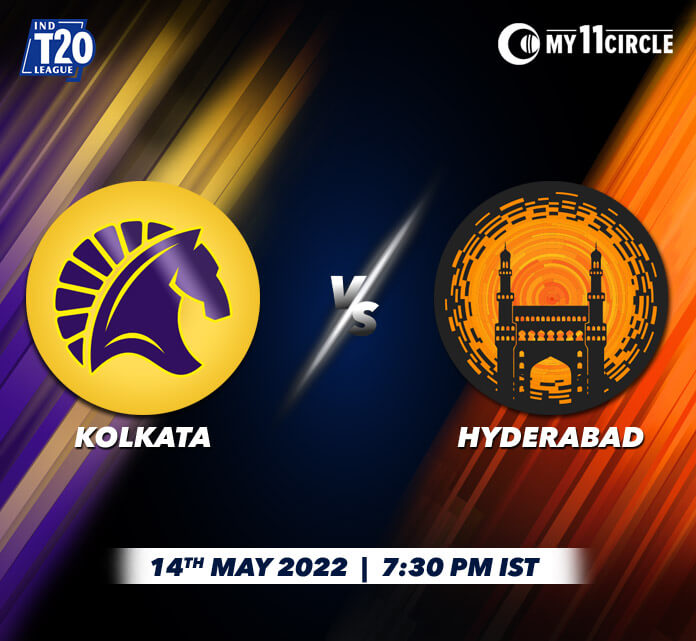 IND
T20
LEAGUE
MY11CIRCLE
VS
KOLKATA
HYDERABAD
14TH MAY 2022 | 7:30 PM IST